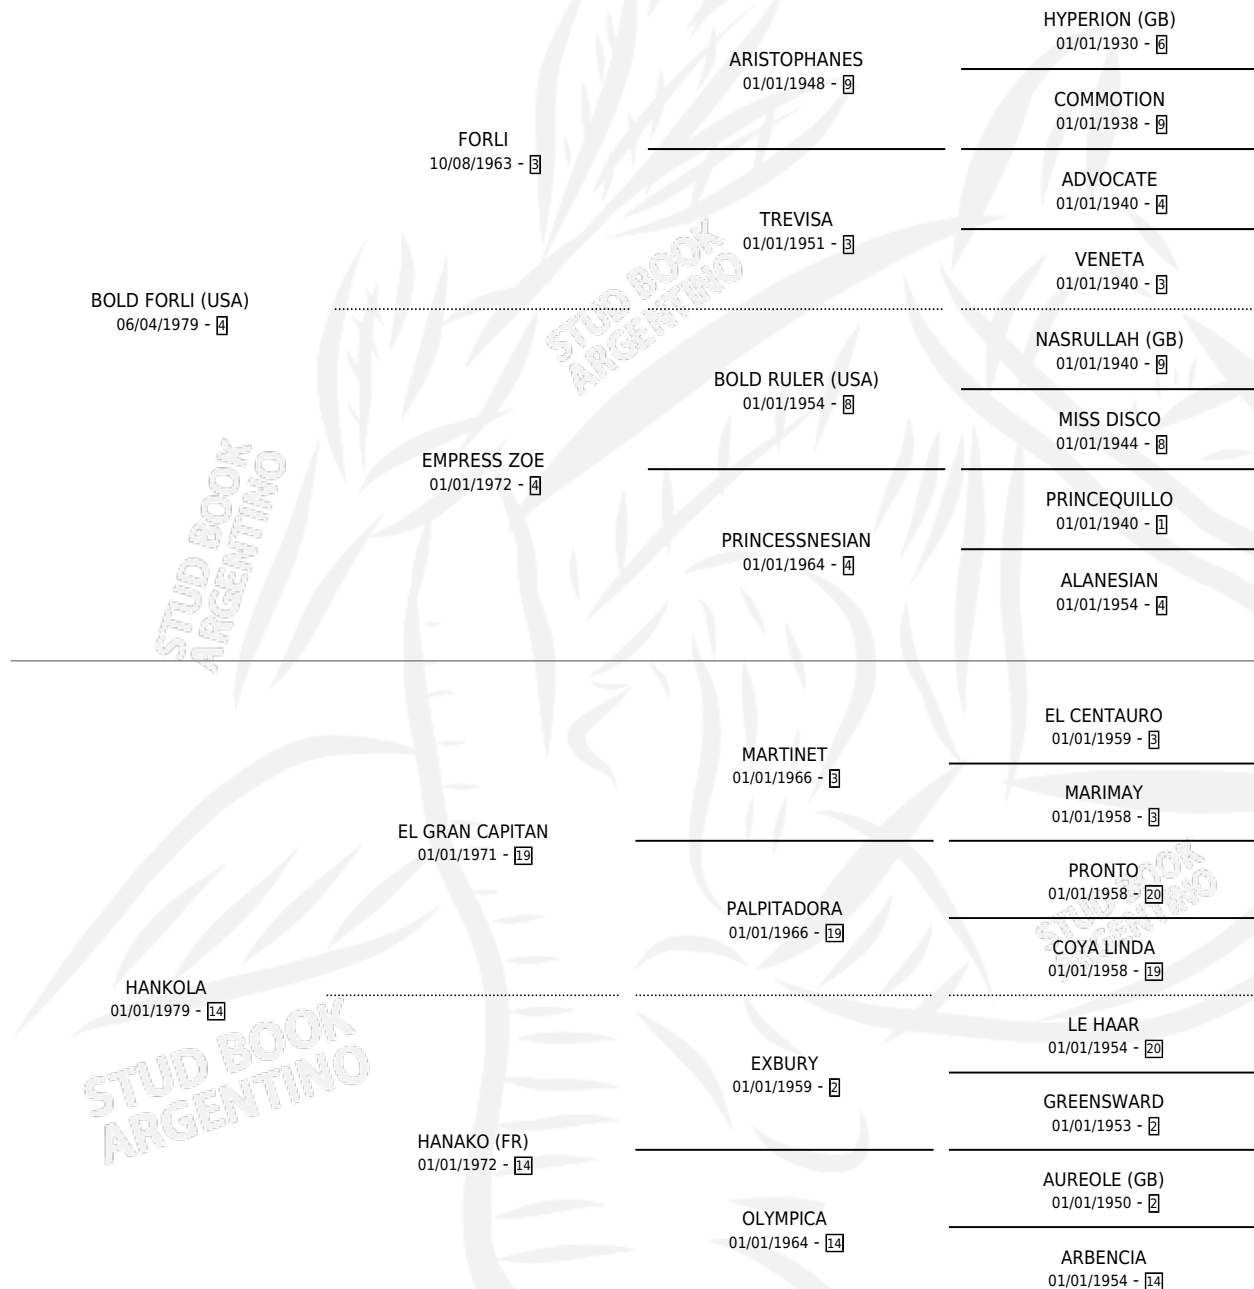 HYPERION (GB)
01/01/1930 - 6
ARISTOPHANES
01/01/1948 - 9
COMMOTION
01/01/1938 - 9
FORLI
10/08/1963 - 3
ADVOCATE
01/01/1940 - 4
TREVISA
01/01/1951 - 3
VENETA
01/01/1940 - 3
BOLD FORLI (USA)
06/04/1979 - 4
NASRULLAH (GB)
01/01/1940 - 9
BOLD RULER (USA)
01/01/1954 - 8
MISS DISCO
01/01/1944 - 8
EMPRESS ZOE
01/01/1972 - 4
PRINCEQUILLO
01/01/1940 - 1
PRINCESSNESIAN
01/01/1964 - 4
ALANESIAN
01/01/1954 - 4
EL CENTAURO
01/01/1959 - 3
MARTINET
01/01/1966 - 3
MARIMAY
01/01/1958 - 3
EL GRAN CAPITAN
01/01/1971 - 19
PRONTO
01/01/1958 - 20
PALPITADORA
01/01/1966 - 19
COYA LINDA
01/01/1958 - 19
HANKOLA
01/01/1979 - 14
LE HAAR
01/01/1954 - 20
EXBURY
01/01/1959 - 2
GREENSWARD
01/01/1953 - 2
HANAKO (FR)
01/01/1972 - 14
AUREOLE (GB)
01/01/1950 - 2
OLYMPICA
01/01/1964 - 14
ARBENCIA
01/01/1954 - 14
STUD BOOK
ARGENTINO
STUD BOOK
ARGENTINO
STUD BOOK
ARGENTINO
STUD BOOK
ARGENTINO